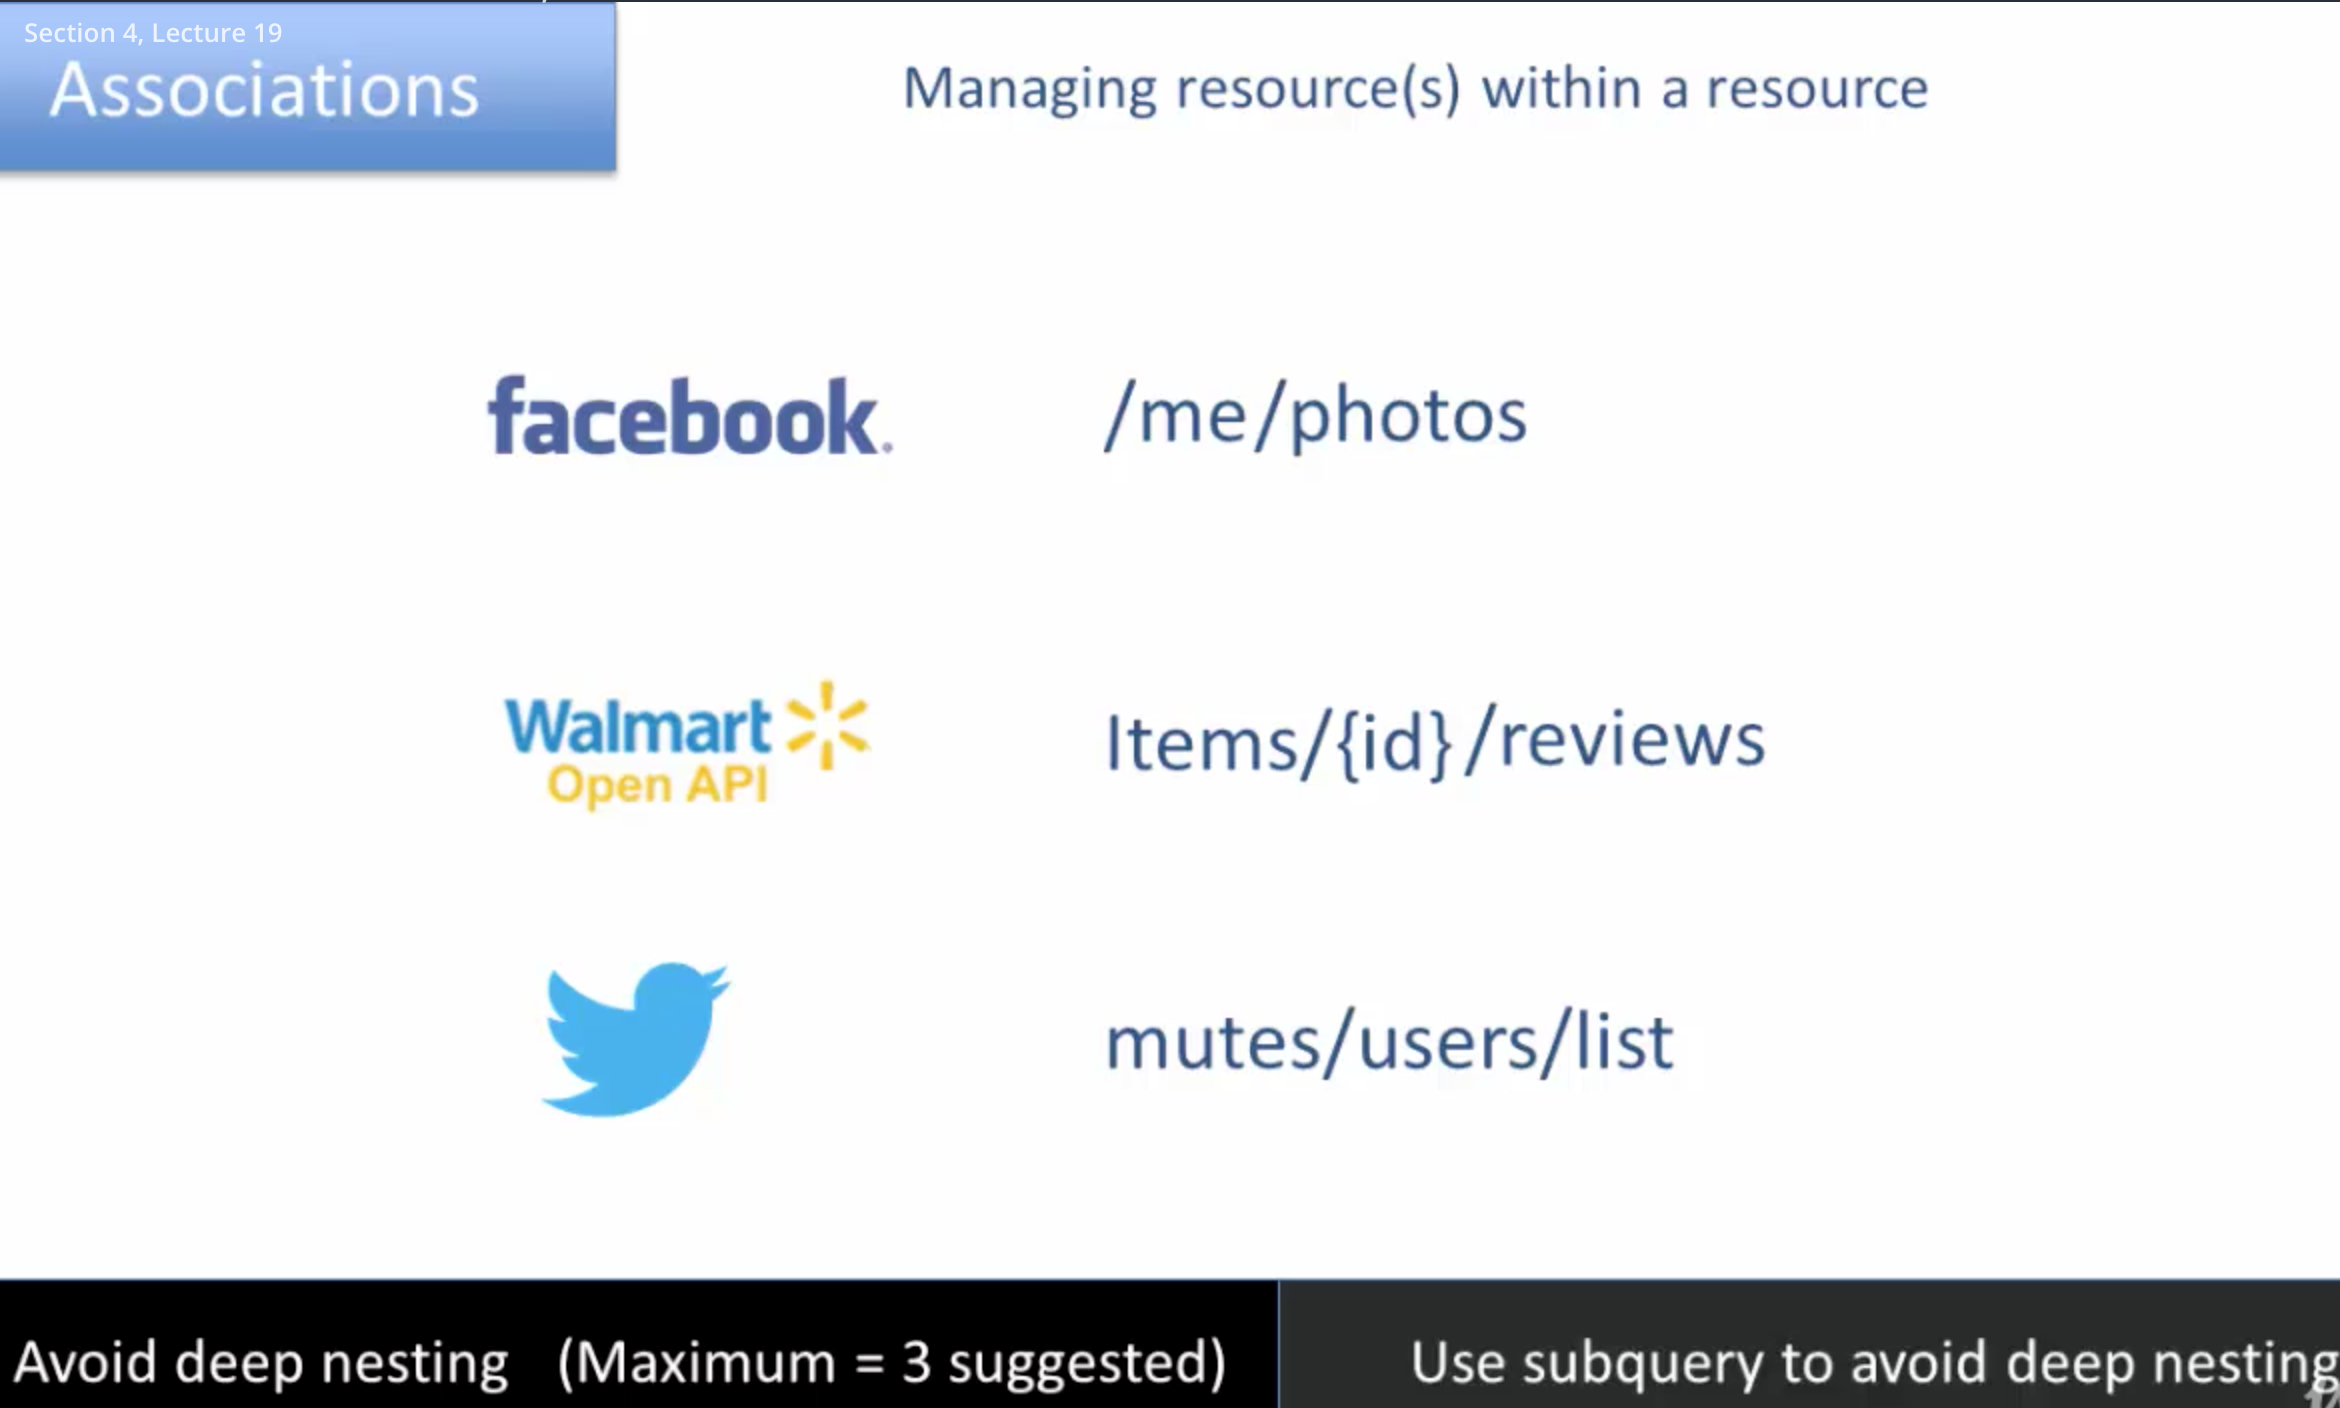 Section 4, Lecture 19
Associations
Managing resource(s) within a resource
facebook.
/me/photos
Walmart
Open API
Items/{id}/reviews
mutes/users/list
Avoid deep nesting (Maximum = 3 suggested)
Use subquery to avoid deep nesting